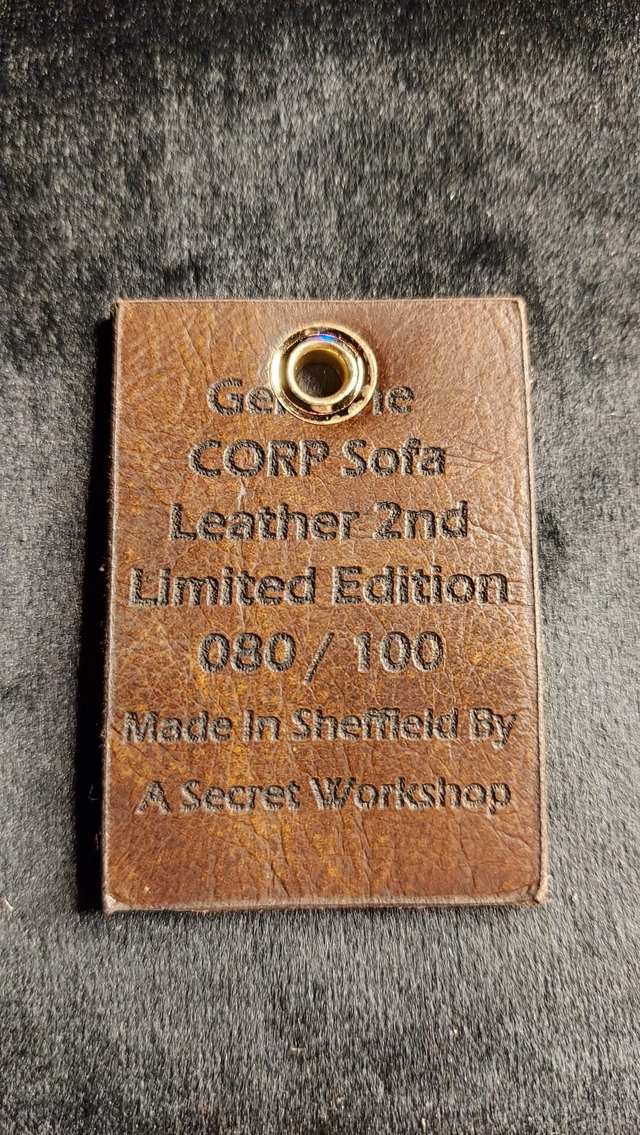 CORP Sofa
Leather 2nd
Limited Edition
080 / 100
Made In Sheffield By
A Secret Workshop